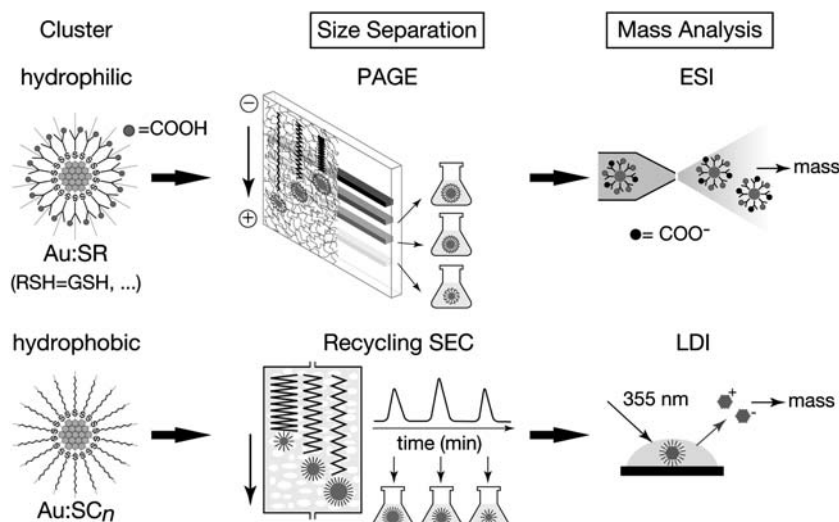 Cluster
Size Separation
Mass Analysis
hydrophilic
PAGE
ESI
=COOH
−
+
S S S S S S S S S S S S
mass
= COO⁻
Au:SR
(RSH=GSH, ...)
hydrophobic
Recycling SEC
LDI
S S S S S S S S S S S S
355 nm
+
-
mass
time (min)
Au:SCn